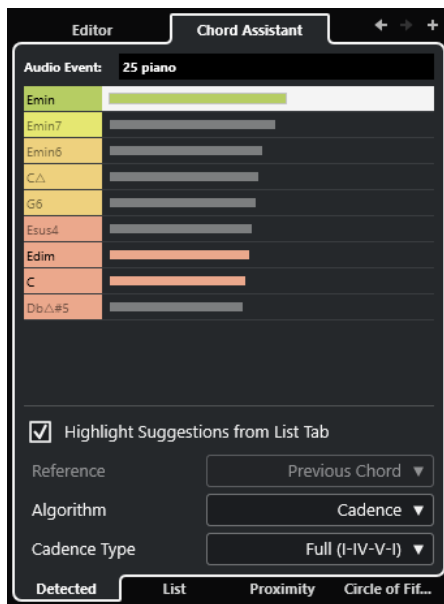 Editor Chord Assistant
Audio Event: 25 piano
Emin
Emin7
Emin6
C△
G6
Esus4
Edim
C
Db△#5
Highlight Suggestions from List Tab
Reference Previous Chord
Algorithm Cadence
Cadence Type Full (I-IV-V-I)
Detected List Proximity Circle of Fif...